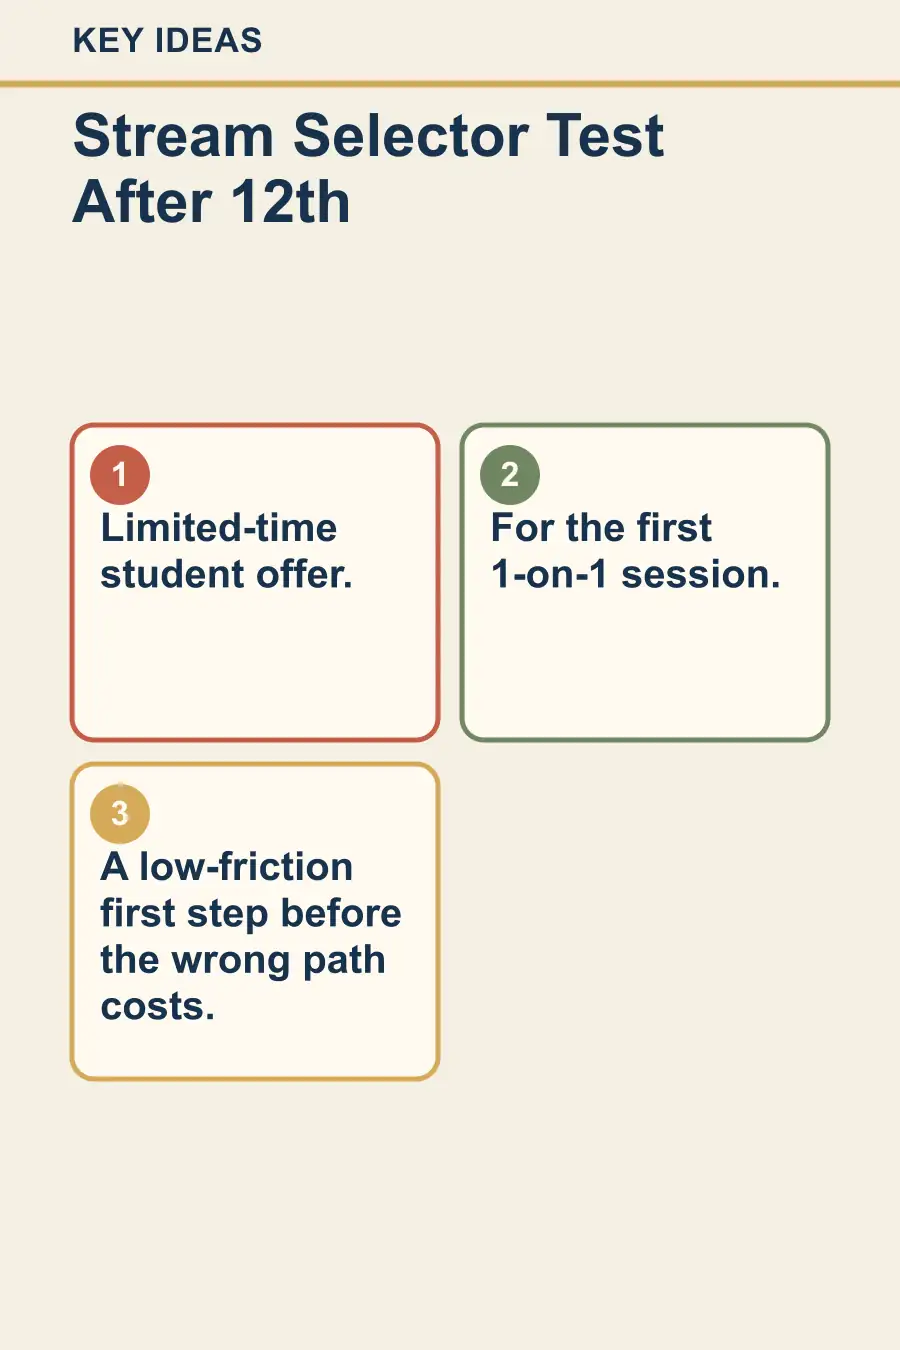 KEY IDEAS
Stream Selector Test
After 12th
1
Limited-time
student offer.
2
For the first
1-on-1 session.
3
A low-friction
first step before
the wrong path
costs.